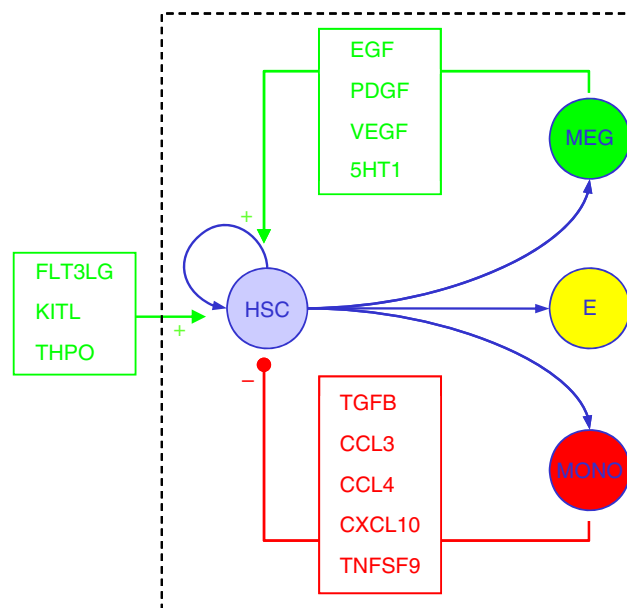 EGF
PDGF
VEGF
5HT1
MEG
+
FLT3LG
KITL
THPO
+
HSC
E
–
TGFB
CCL3
CCL4
CXCL10
TNFSF9
MONO